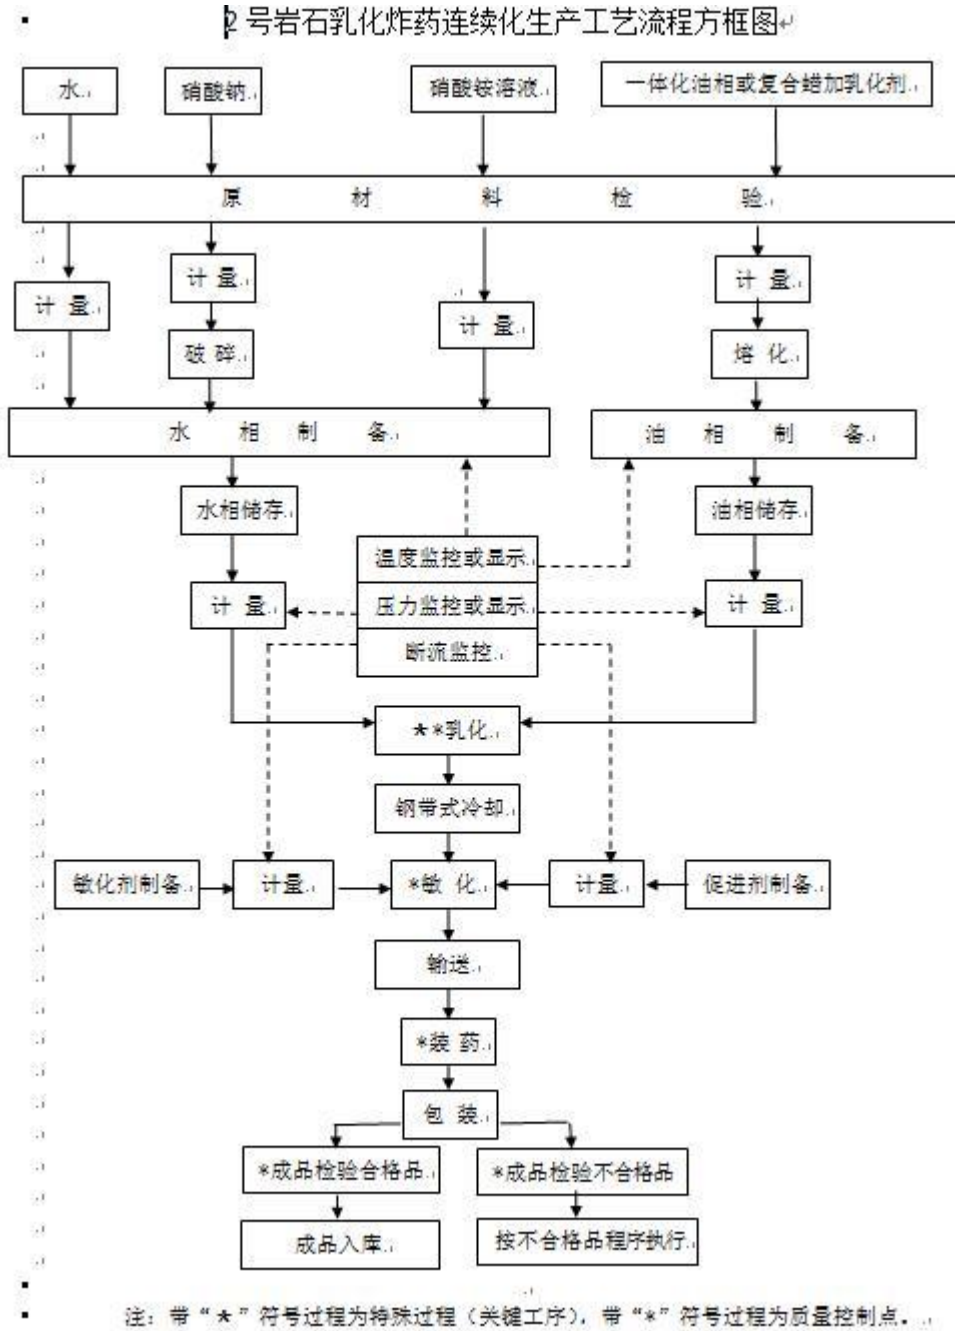 2号岩石乳化炸药连续化生产工艺流程方框图
水
硝酸钠
硝酸铵溶液
一体化油相或复合蜡加乳化剂
原材料检验
计量
计量
计量
计量
破碎
熔化
水相制备
油相制备
水相储存
油相储存
温度监控或显示
计量
压力监控或显示
计量
断流监控
★*乳化
钢带式冷却
敏化剂制备
计量
*敏化
计量
促进剂制备
输送
*装药
包装
*成品检验合格品
*成品检验不合格品
成品入库
按不合格品程序执行
注：带“★”符号过程为特殊过程（关键工序），带“*”符号过程为质量控制点。